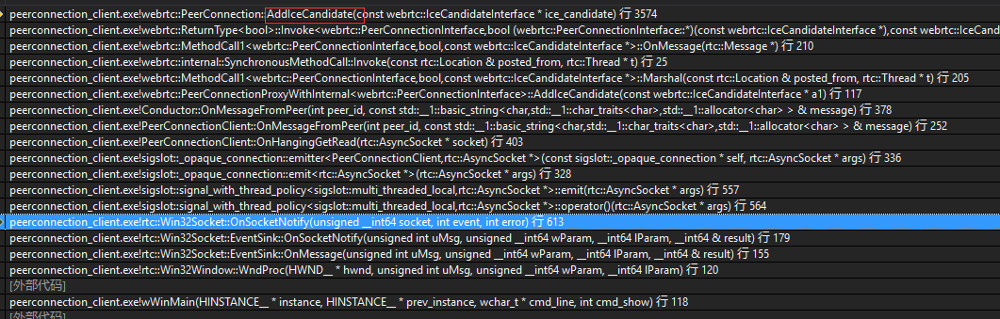 peerconnection_client.exe!webrtc::PeerConnection::AddIceCandidate(const webrtc::IceCandidateInterface * ice_candidate) 行 3574
peerconnection_client.exe!webrtc::ReturnType<bool>::Invoke<webrtc::PeerConnectionInterface,bool (webrtc::PeerConnectionInterface::*)(const webrtc::IceCandidateInterface *),const webrtc::IceCand
peerconnection_client.exe!webrtc::MethodCall1<webrtc::PeerConnectionInterface,bool,const webrtc::IceCandidateInterface *>::OnMessage(rtc::Message *) 行 210
peerconnection_client.exe!webrtc::internal::SynchronousMethodCall::Invoke(const rtc::Location & posted_from, rtc::Thread * t) 行 25
peerconnection_client.exe!webrtc::MethodCall1<webrtc::PeerConnectionInterface,bool,const webrtc::IceCandidateInterface *>::Marshal(const rtc::Location & posted_from, rtc::Thread * t) 行 205
peerconnection_client.exe!webrtc::PeerConnectionProxyWithInternal<webrtc::PeerConnectionInterface>::AddIceCandidate(const webrtc::IceCandidateInterface * a1) 行 117
peerconnection_client.exe!Conductor::OnMessageFromPeer(int peer_id, const std::__1::basic_string<char,std::__1::char_traits<char>,std::__1::allocator<char> > & message) 行 378
peerconnection_client.exe!PeerConnectionClient::OnMessageFromPeer(int peer_id, const std::__1::basic_string<char,std::__1::char_traits<char>,std::__1::allocator<char> > & message) 行 252
peerconnection_client.exe!PeerConnectionClient::OnHangingGetRead(rtc::AsyncSocket * socket) 行 403
peerconnection_client.exe!sigslot::_opaque_connection::emitter<PeerConnectionClient,rtc::AsyncSocket *>(const sigslot::_opaque_connection * self, rtc::AsyncSocket * args) 行 336
peerconnection_client.exe!sigslot::_opaque_connection::emit<rtc::AsyncSocket *>(rtc::AsyncSocket * args) 行 328
peerconnection_client.exe!sigslot::signal_with_thread_policy<sigslot::multi_threaded_local,rtc::AsyncSocket *>::emit(rtc::AsyncSocket * args) 行 557
peerconnection_client.exe!sigslot::signal_with_thread_policy<sigslot::multi_threaded_local,rtc::AsyncSocket *>::operator()(rtc::AsyncSocket * args) 行 564
peerconnection_client.exe!rtc::Win32Socket::OnSocketNotify(unsigned __int64 socket, int event, int error) 行 613
peerconnection_client.exe!rtc::Win32Socket::EventSink::OnSocketNotify(unsigned int uMsg, unsigned __int64 wParam, __int64 lParam, __int64 & result) 行 179
peerconnection_client.exe!rtc::Win32Socket::EventSink::OnMessage(unsigned int uMsg, unsigned __int64 wParam, __int64 lParam, __int64 & result) 行 155
peerconnection_client.exe!rtc::Win32Window::WndProc(HWND__ * hwnd, unsigned int uMsg, unsigned __int64 wParam, __int64 lParam) 行 120
[外部代码]
peerconnection_client.exe!wWinMain(HINSTANCE__ * instance, HINSTANCE__ * prev_instance, wchar_t * cmd_line, int cmd_show) 行 118
[外部代码]